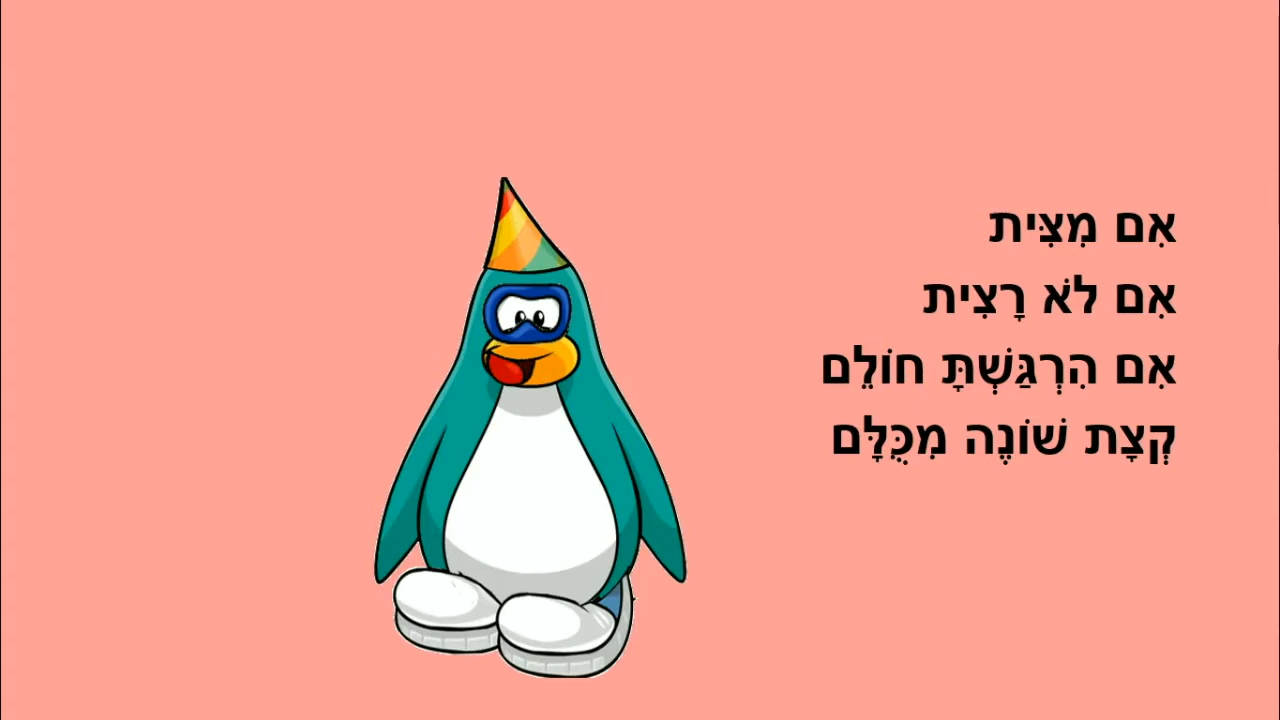 אִם מִצִּית
אִם לֹא רָצִית
אִם הִרְגַּשְׁתָּ חוֹלֵם
קְצָת שׁוֹנֶה מִכֻּלָּם